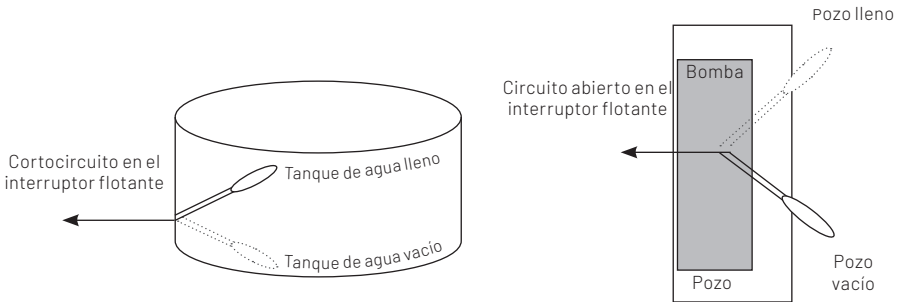 Cortocircuito en el
interruptor flotante
Tanque de agua lleno
Tanque de agua vacío
Pozo lleno
Bomba
Circuito abierto en el
interruptor flotante
Pozo
Pozo
vacío